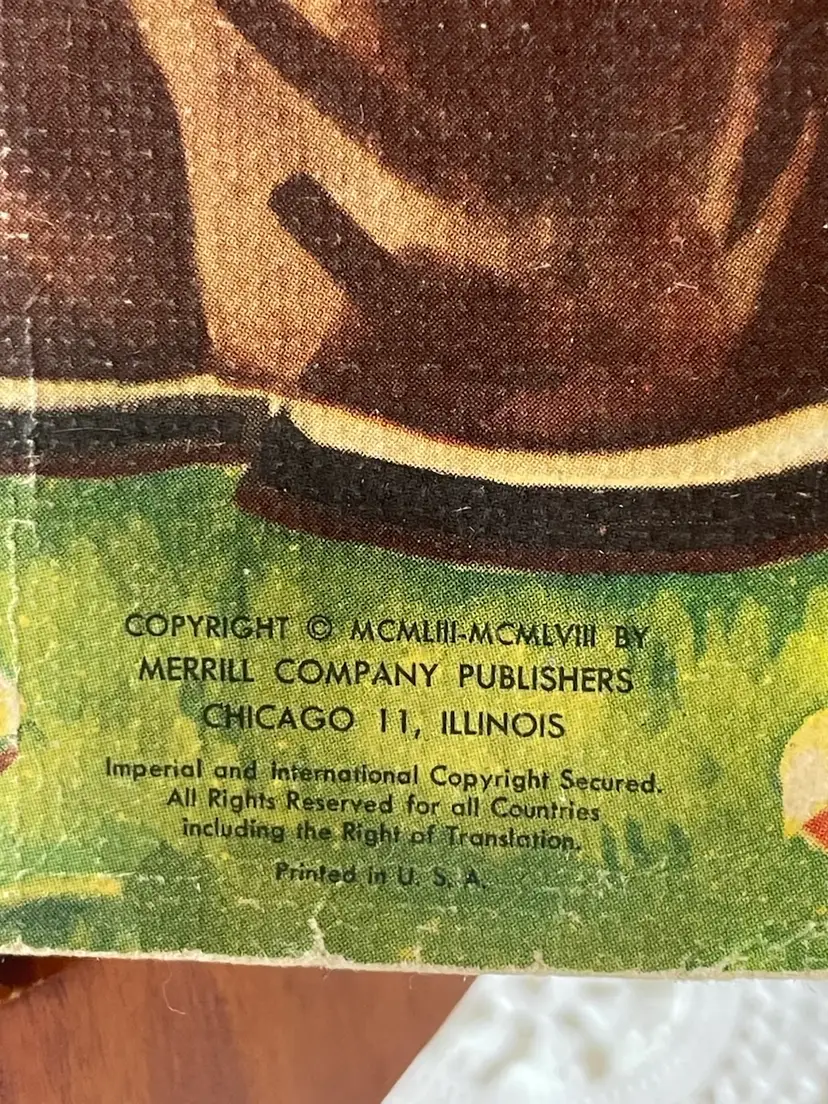 COPYRIGHT © MCMLIII-MCMLVIII BY
MERRILL COMPANY PUBLISHERS
CHICAGO 11, ILLINOIS
Imperial and International Copyright Secured.
All Rights Reserved for all Countries
including the Right of Translation.
Printed in U. S. A.